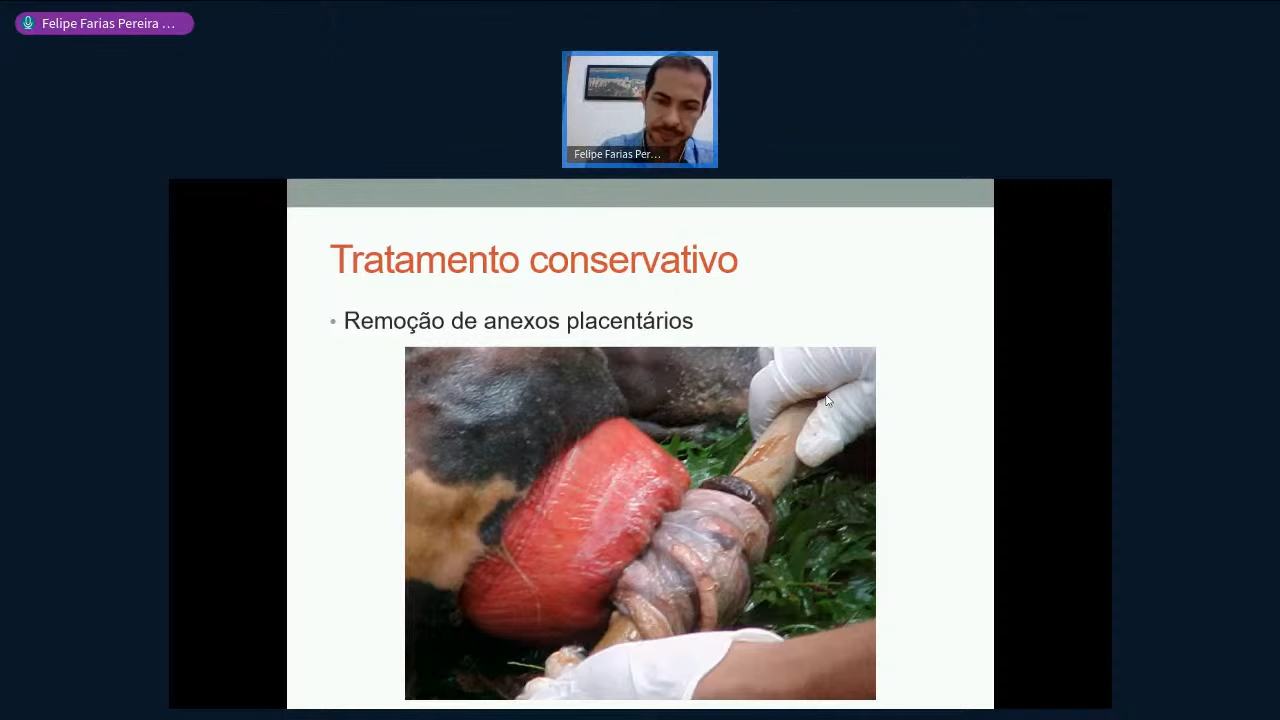 Felipe Farias Pereira ...
Felipe Farias Per...
Tratamento conservativo
• Remoção de anexos placentários